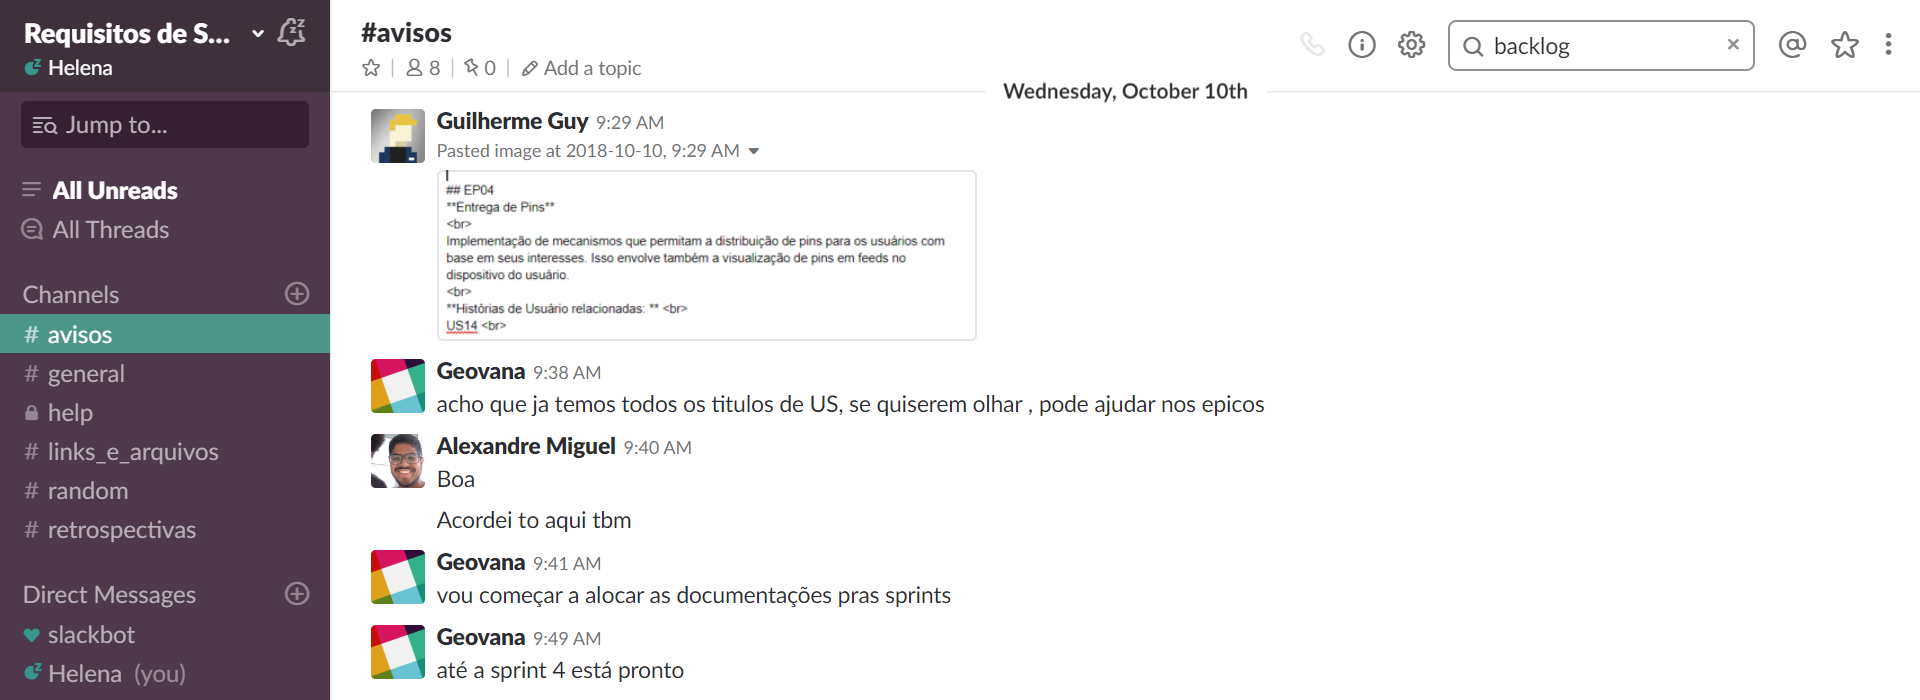 Requisitos de S...
Helena
Jump to...
All Unreads
All Threads
Channels
# avisos
# general
help
# links_e_arquivos
# random
# retrospectivas
Direct Messages
slackbot
Helena (you)
#avisos
8
0
Add a topic
backlog
Wednesday, October 10th
Guilherme Guy 9:29 AM
Pasted image at 2018-10-10, 9:29 AM
## EP04
**Entrega de Pins**
<br>
Implementação de mecanismos que permitam a distribuição de pins para os usuários com
base em seus interesses. Isso envolve também a visualização de pins em feeds no
dispositivo do usuário.
<br>
**Histórias de Usuário relacionadas: ** <br>
US14 <br>
Geovana 9:38 AM
acho que ja temos todos os titulos de US, se quiserem olhar , pode ajudar nos epicos
Alexandre Miguel 9:40 AM
Boa
Acordei to aqui tbm
Geovana 9:41 AM
vou começar a alocar as documentações pras sprints
Geovana 9:49 AM
até a sprint 4 está pronto